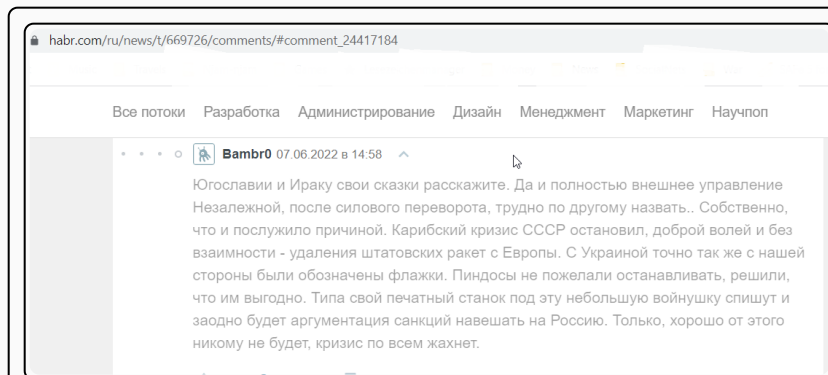 habr.com/ru/news/t/669726/comments/#comment_24417184
Все потоки Разработка Администрирование Дизайн Менеджмент Маркетинг Научпоп
Bambr0 07.06.2022 в 14:58
Югославии и Ираку свои сказки расскажите. Да и полностью внешнее управление
Незалежной, после силового переворота, трудно по другому назвать.. Собственно,
что и послужило причиной. Карибский кризис СССР остановил, доброй волей и без
взаимности - удаления штатовских ракет с Европы. С Украиной точно так же с нашей
стороны были обозначены флажки. Пиндосы не пожелали останавливать, решили,
что им выгодно. Типа свой печатный станок под эту небольшую войнушку спишут и
заодно будет аргументация санкций навешать на Россию. Только, хорошо от этого
никому не будет, кризис по всем жахнет.